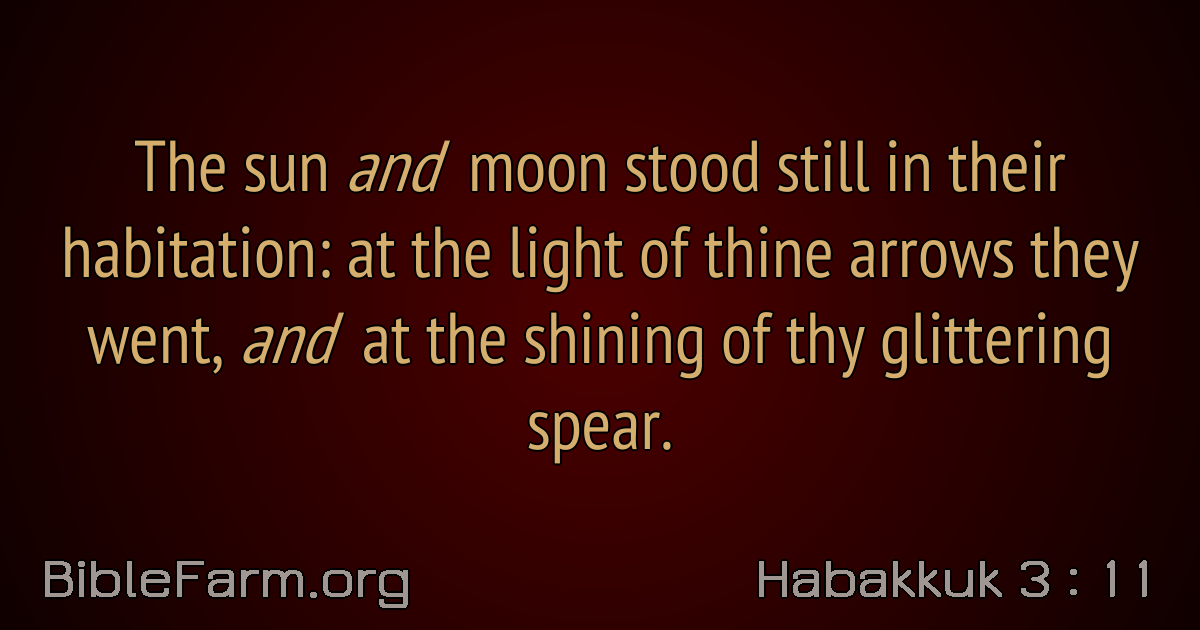 The sun and moon stood still in their
habitation: at the light of thine arrows they
went, and at the shining of thy glittering
spear.
BibleFarm.org
Habakkuk 3 : 11